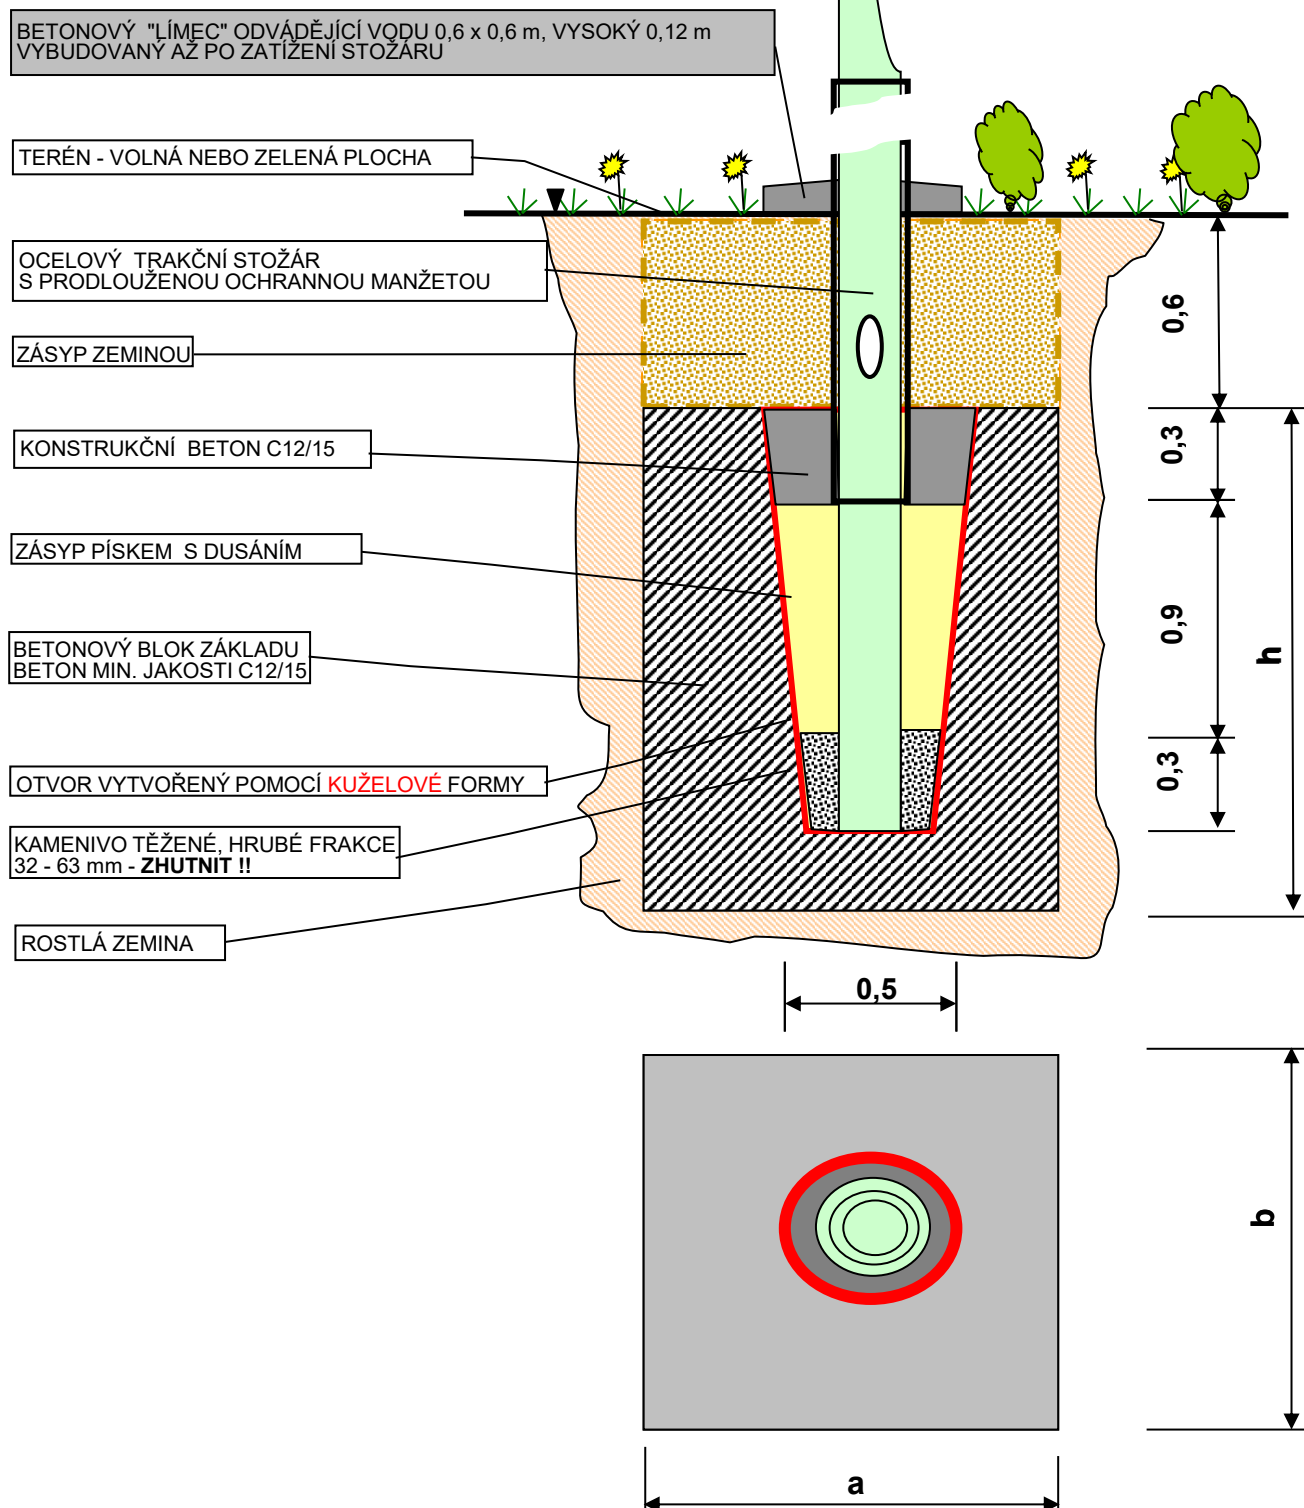 BETONOVÝ "LÍMEC" ODVÁDĚJÍCÍ VODU 0,6 x 0,6 m, VYSOKÝ 0,12 m
VYBUDOVANÝ AŽ PO ZATÍŽENÍ STOŽÁRU
TERÉN - VOLNÁ NEBO ZELENÁ PLOCHA
OCELOVÝ TRAKČNÍ STOŽÁR
S PRODLOUŽENOU OCHRANNOU MANŽETOU
ZÁSYP ZEMINOU
KONSTRUKČNÍ BETON C12/15
ZÁSYP PÍSKEM S DUSÁNÍM
BETONOVÝ BLOK ZÁKLADU
BETON MIN. JAKOSTI C12/15
OTVOR VYTVOŘENÝ POMOCÍ KUŽELOVÉ FORMY
KAMENIVO TĚŽENÉ, HRUBÉ FRAKCE
32 - 63 mm - ZHUTNIT !!
ROSTLÁ ZEMINA
0,6
0,3
0,9
0,3
h
0,5
b
a